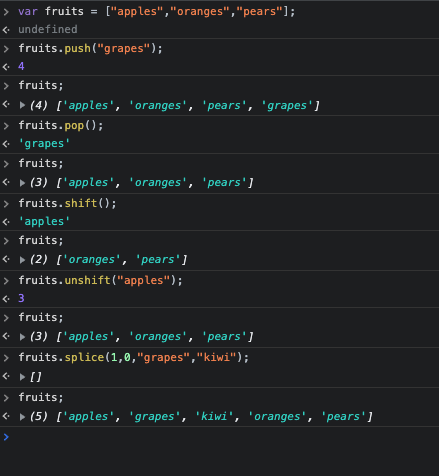 > var fruits = ["apples","oranges","pears"];
<· undefined
> fruits.push("grapes");
<· 4
> fruits;
<· ▶ (4) ['apples', 'oranges', 'pears', 'grapes']
> fruits.pop();
<· 'grapes'
> fruits;
<· ▶ (3) ['apples', 'oranges', 'pears']
> fruits.shift();
<· 'apples'
> fruits;
<· ▶ (2) ['oranges', 'pears']
> fruits.unshift("apples");
<· 3
> fruits;
<· ▶ (3) ['apples', 'oranges', 'pears']
> fruits.splice(1,0,"grapes","kiwi");
<· ▶ []
> fruits;
<· ▶ (5) ['apples', 'grapes', 'kiwi', 'oranges', 'pears']
>